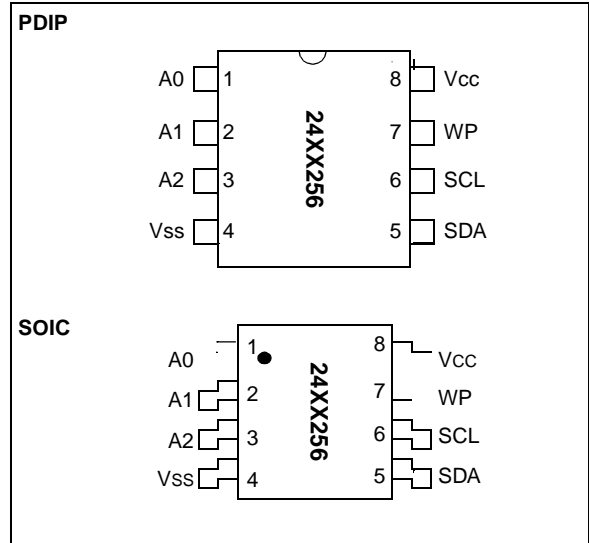 PDIP
A0 1 8 Vcc
A1 2 7 WP
24XX256
A2 3 6 SCL
Vss 4 5 SDA
SOIC
A0 1 8 VCC
A1 2 7 WP
24XX256
A2 3 6 SCL
VSS 4 5 SDA